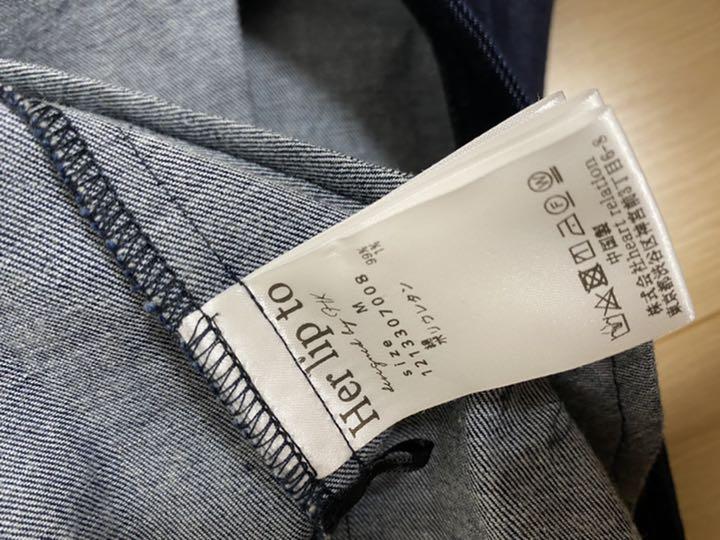 Her lip to
designed by M.K
size M
1213307008
綿 99%
ポリウレタン 1%
F W
中国製
株式会社heart relation
東京都渋谷区神宮前3丁目6-8